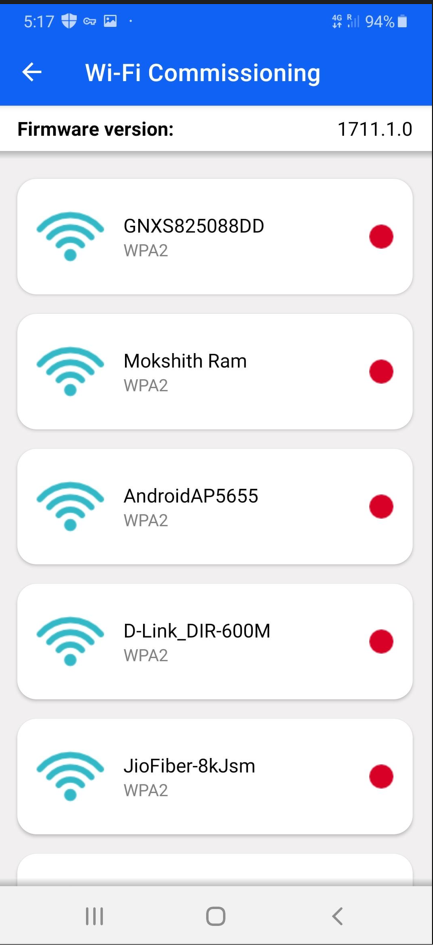 5:17
4G R 94%
Wi-Fi Commissioning
Firmware version: 1711.1.0
GNXS825088DD
WPA2
Mokshith Ram
WPA2
AndroidAP5655
WPA2
D-Link_DIR-600M
WPA2
JioFiber-8kJsm
WPA2